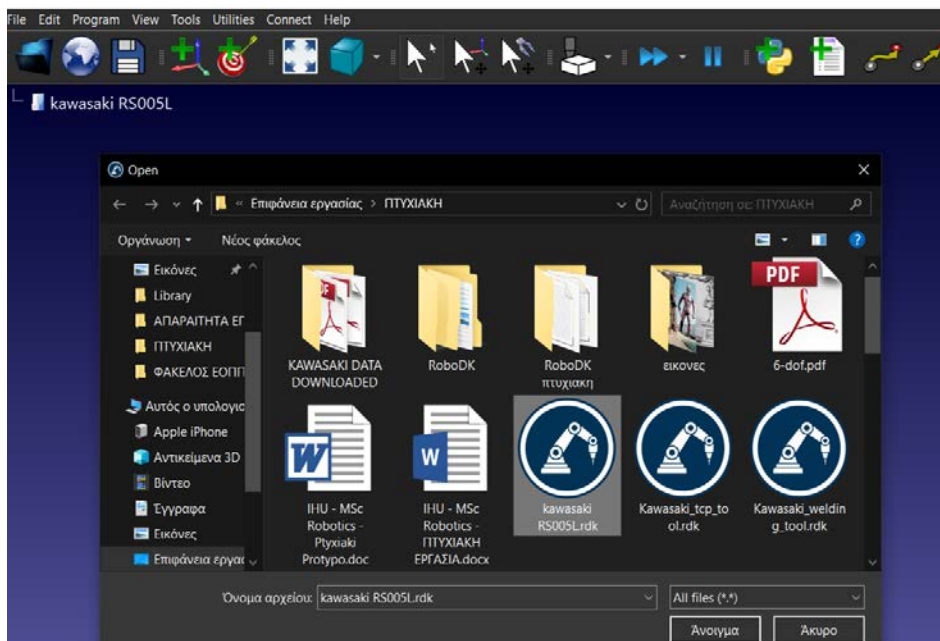 File Edit Program View Tools Utilities Connect Help
kawasaki RS005L
Open
« Επιφάνεια εργασίας > ΠΤΥΧΙΑΚΗ
Αναζήτηση σε: ΠΤΥΧΙΑΚΗ
Οργάνωση
Νέος φάκελος
Εικόνες
Library
ΑΠΑΡΑΙΤΗΤΑ ΕΓ
ΠΤΥΧΙΑΚΗ
ΦΑΚΕΛΟΣ ΕΟΠΠ
Αυτός ο υπολογισ
Apple iPhone
Αντικείμενα 3D
Βίντεο
Έγγραφα
Εικόνες
Επιφάνεια εργασ
PDF
KAWASAKI DATA
DOWNLOADED
RoboDK
RoboDK
πτυχιακη
εικονες
6-dof.pdf
W
IHU - MSc
Robotics -
Ptyxiaki
Protypo.doc
W
IHU - MSc
Robotics -
ΠΤΥΧΙΑΚΗ
ΕΡΓΑΣΙΑ.docx
kawasaki
RS005L.rdk
Kawasaki_tcp_to
ol.rdk
Kawasaki_weldin
g_tool.rdk
Όνομα αρχείου: kawasaki RS005L.rdk
All files (*.*)
Άνοιγμα
Άκυρο